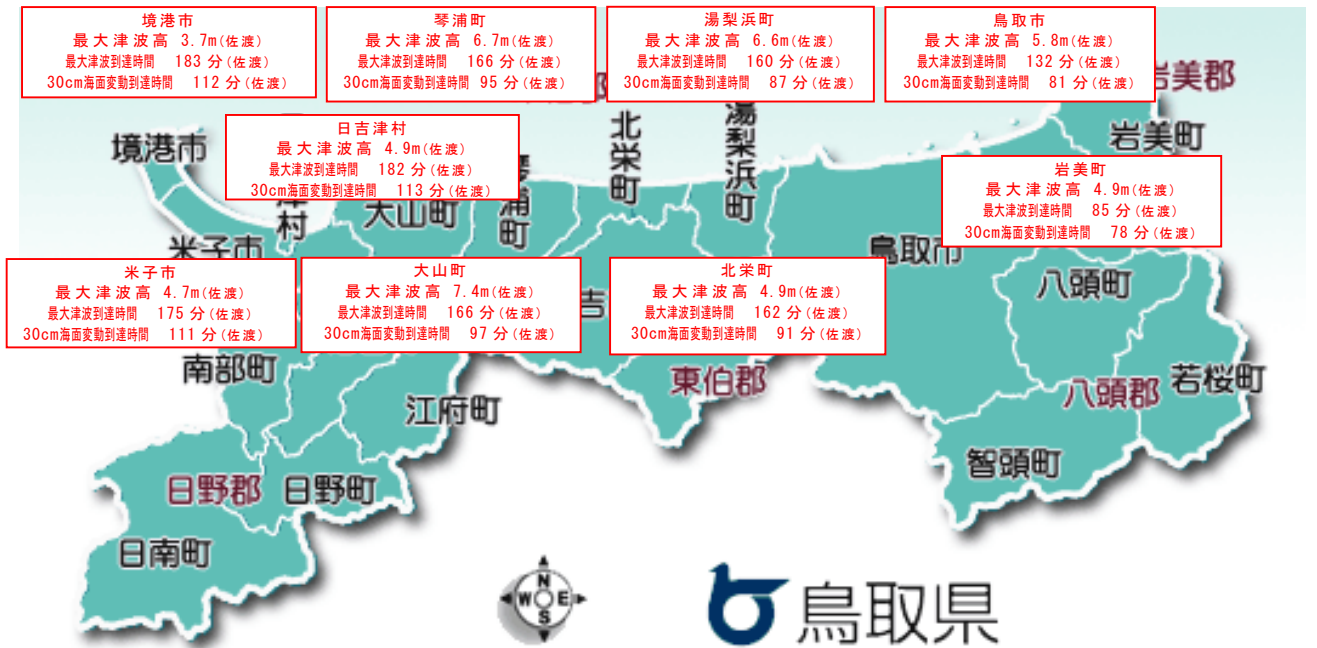 境港市
最大津波高 3.7m(佐渡)
最大津波到達時間 183 分(佐渡)
30cm海面変動到達時間 112 分(佐渡)
琴浦町
最大津波高 6.7m(佐渡)
最大津波到達時間 166 分(佐渡)
30cm海面変動到達時間 95 分(佐渡)
湯梨浜町
最大津波高 6.6m(佐渡)
最大津波到達時間 160 分(佐渡)
30cm海面変動到達時間 87 分(佐渡)
鳥取市
最大津波高 5.8m(佐渡)
最大津波到達時間 132 分(佐渡)
30cm海面変動到達時間 81 分(佐渡)
岩美郡
岩美町
境港市
日吉津村
最大津波高 4.9m(佐渡)
最大津波到達時間 182 分(佐渡)
30cm海面変動到達時間 113 分(佐渡)
津村
大山町
浦町
北栄町
湯梨浜町
岩美町
最大津波高 4.9m(佐渡)
最大津波到達時間 85 分(佐渡)
30cm海面変動到達時間 78 分(佐渡)
米子市
鳥取市
米子市
最大津波高 4.7m(佐渡)
最大津波到達時間 175 分(佐渡)
30cm海面変動到達時間 111 分(佐渡)
大山町
最大津波高 7.4m(佐渡)
最大津波到達時間 166 分(佐渡)
30cm海面変動到達時間 97 分(佐渡)
吉
北栄町
最大津波高 4.9m(佐渡)
最大津波到達時間 162 分(佐渡)
30cm海面変動到達時間 91 分(佐渡)
八頭町
南部町
江府町
東伯郡
八頭郡
若桜町
智頭町
日野郡
日野町
日南町
N
W E
S
鳥取県